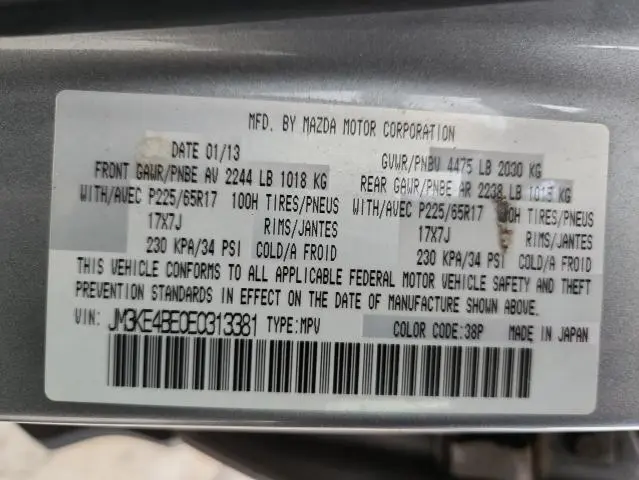 MFD. BY MAZDA MOTOR CORPORATION
DATE 01/13 GVWR/PNBV 4475 LB 2030 KG
FRONT GAWR/PNBE AV 2244 LB 1018 KG REAR GAWR/PNBE AR 2238 LB 1015 KG
WITH/AVEC P225/65R17 100H TIRES/PNEUS WITH/AVEC P225/65R17 100H TIRES/PNEUS
17X7J RIMS/JANTES 17X7J RIMS/JANTES
230 KPA/34 PSI COLD/A FROID 230 KPA/34 PSI COLD/A FROID
THIS VEHICLE CONFORMS TO ALL APPLICABLE FEDERAL MOTOR VEHICLE SAFETY AND THEFT
PREVENTION STANDARDS IN EFFECT ON THE DATE OF MANUFACTURE SHOWN ABOVE.
VIN: JM3KE4BE0E0313381 TYPE:MPV COLOR CODE:38P MADE IN JAPAN